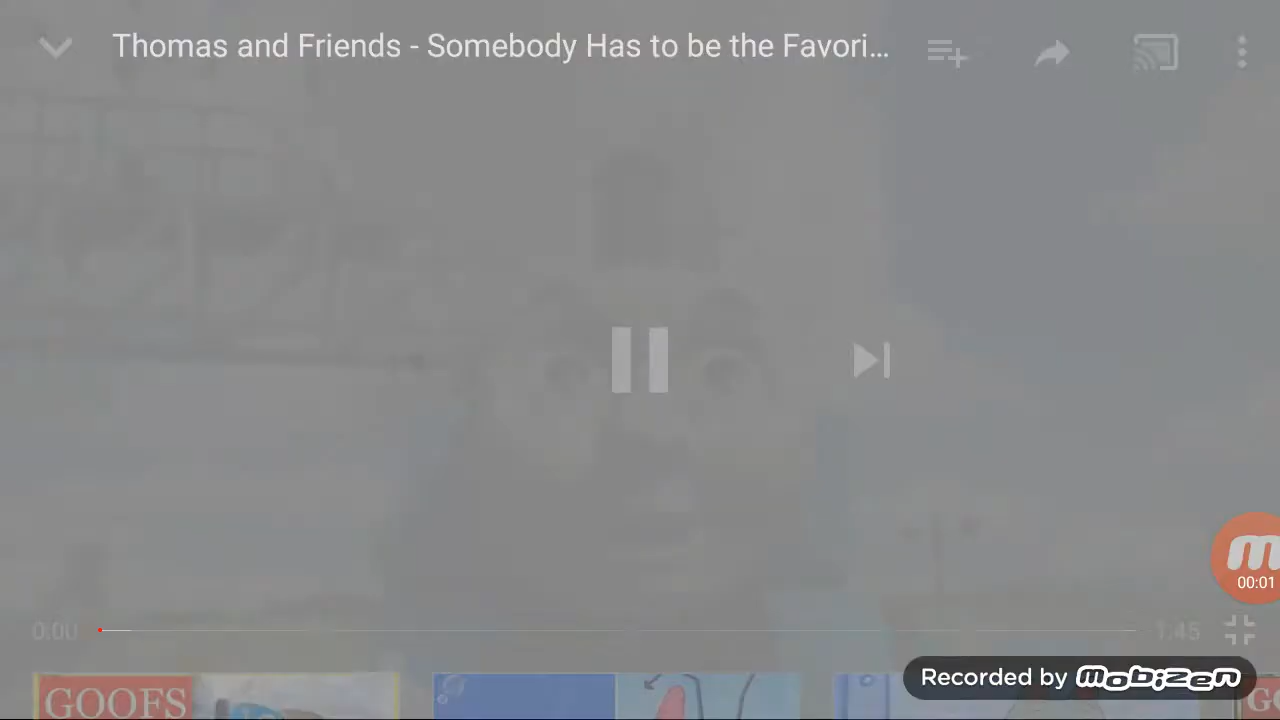 Thomas and Friends - Somebody Has to be the Favori...
00:01
0:00
1:45
Recorded by mobizen
GOOFS
GO